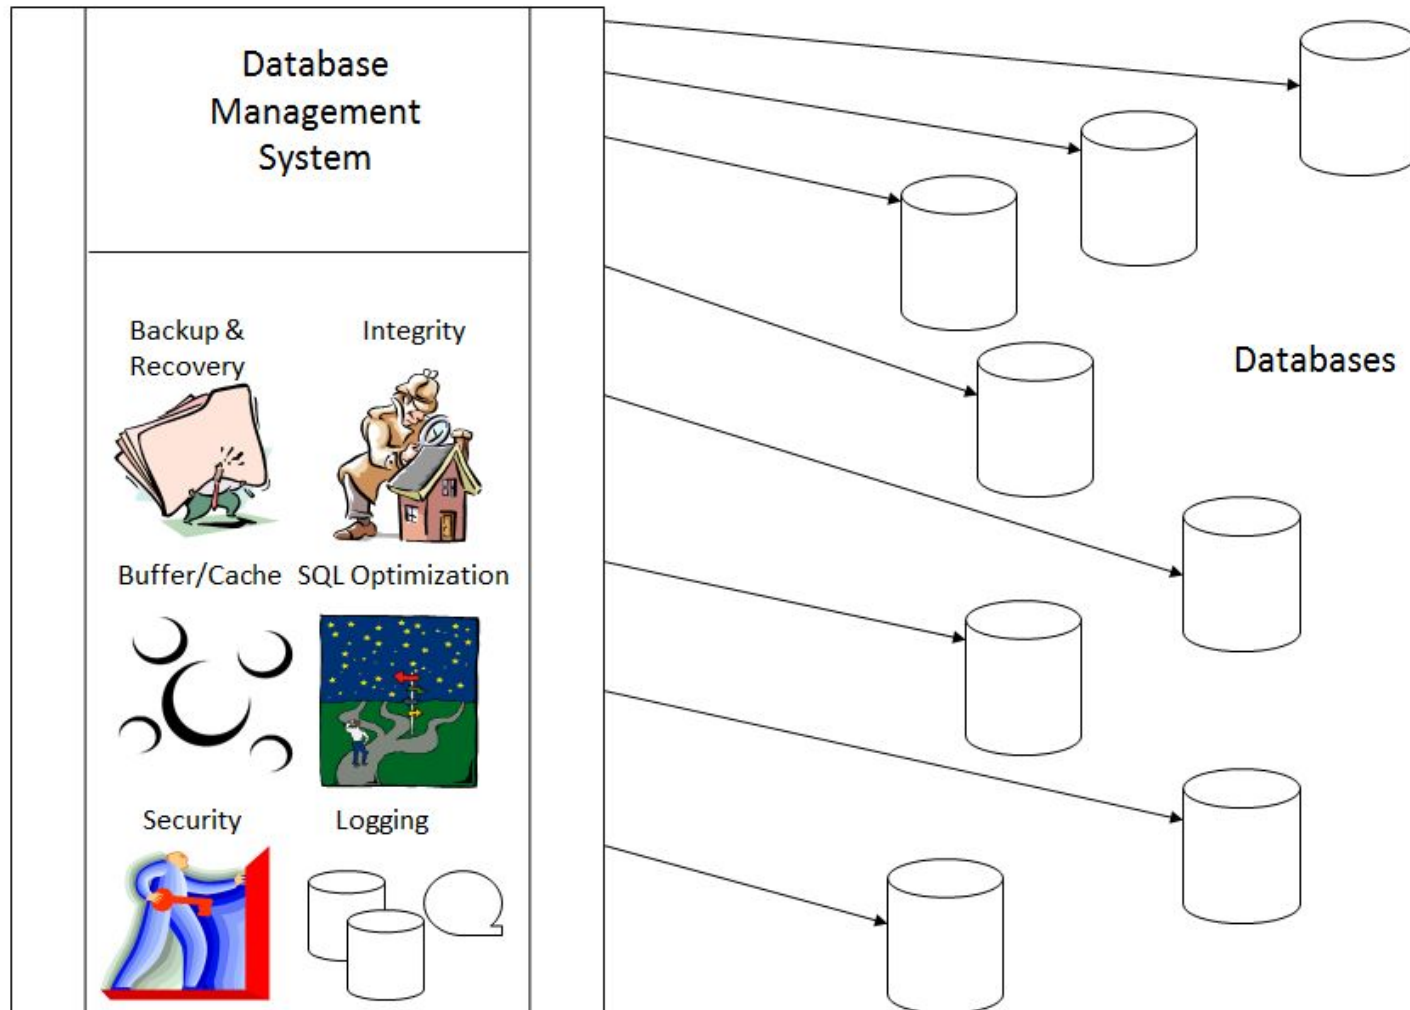 Database
Management
System
Backup &
Recovery
Integrity
Databases
Buffer/Cache
SQL Optimization
Security
Logging